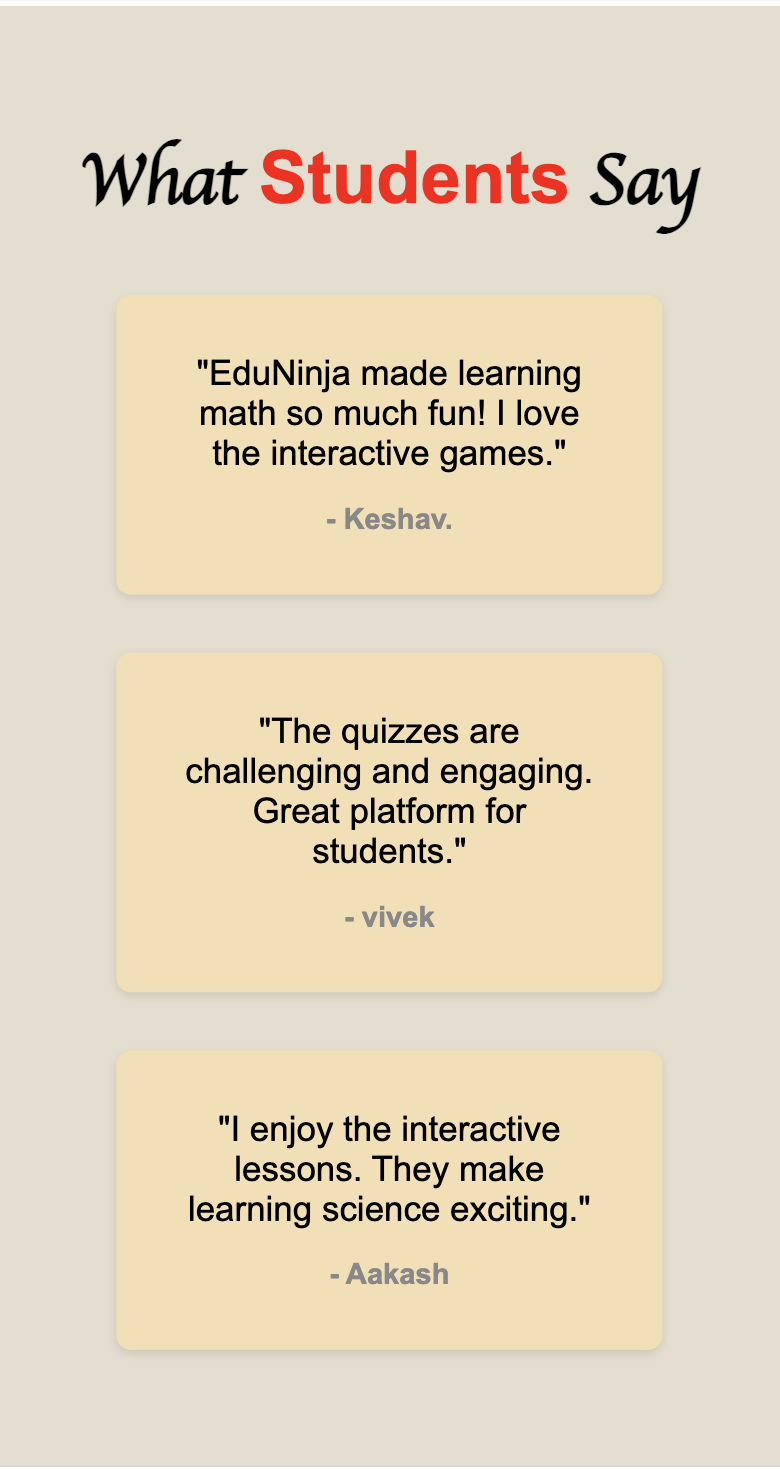 What Students Say
"EduNinja made learning
math so much fun! I love
the interactive games."
- Keshav.
"The quizzes are
challenging and engaging.
Great platform for
students."
- vivek
"I enjoy the interactive
lessons. They make
learning science exciting."
- Aakash